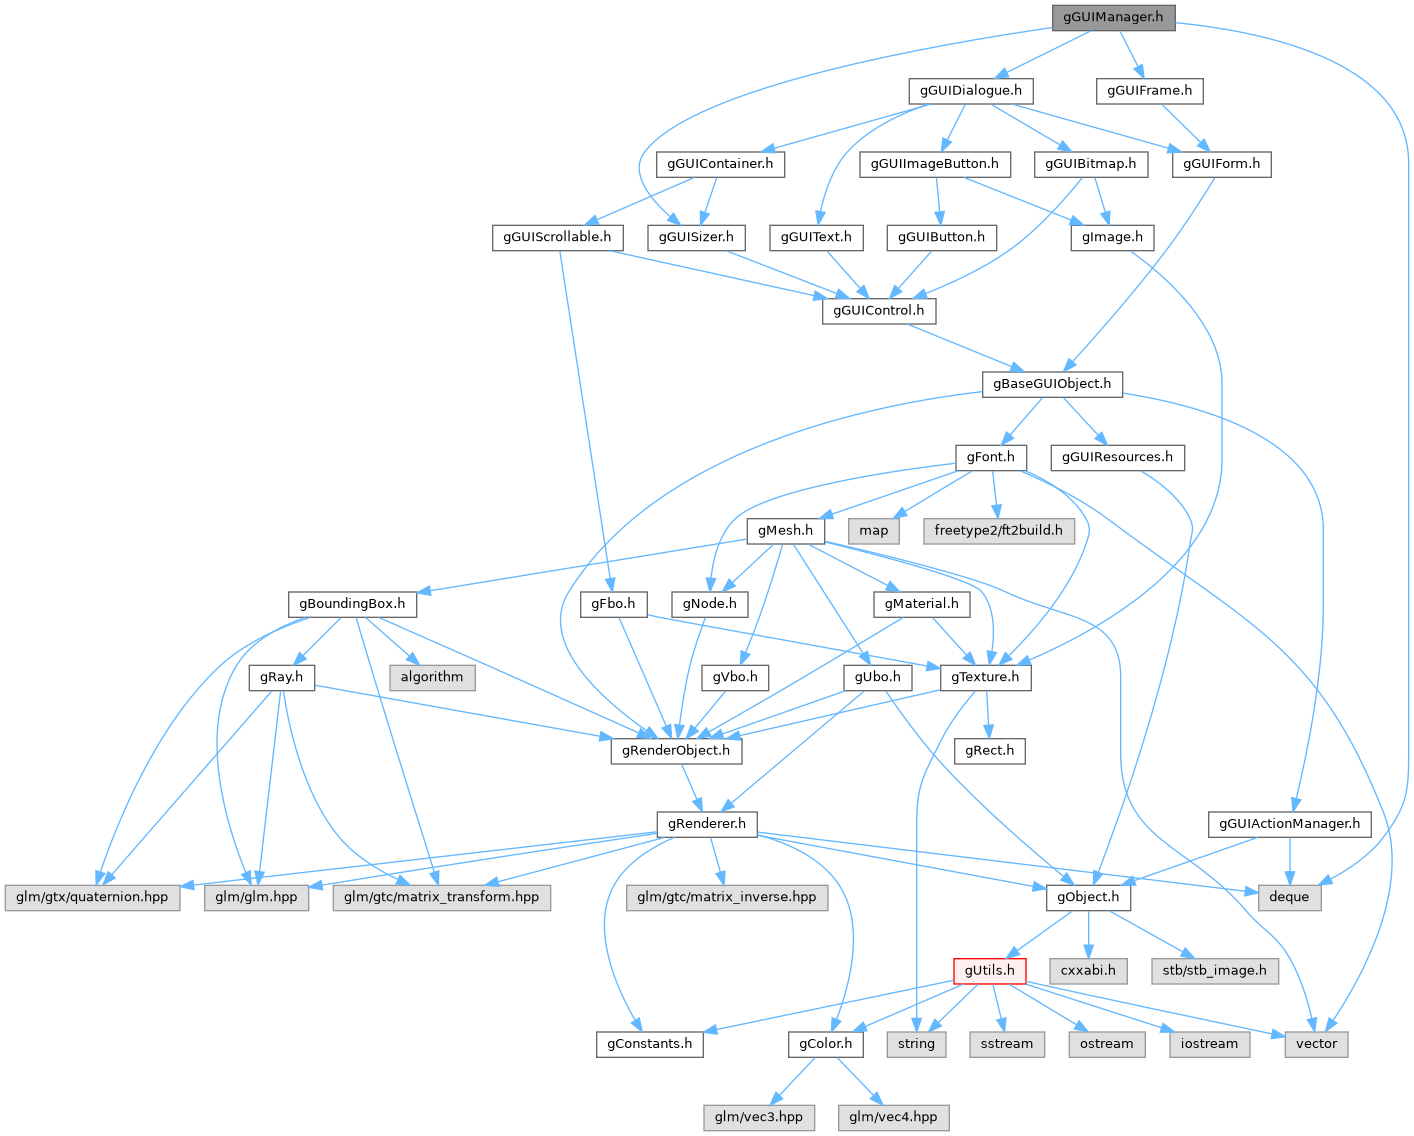 gGUIManager.h
gGUIDialogue.h
gGUIFrame.h
gGUIContainer.h
gGUIImageButton.h
gGUIBitmap.h
gGUIForm.h
gGUIScrollable.h
gGUISizer.h
gGUIText.h
gGUIButton.h
gImage.h
gGUIControl.h
gBaseGUIObject.h
gFont.h
gGUIResources.h
gMesh.h
map
freetype2/ft2build.h
gBoundingBox.h
gFbo.h
gNode.h
gMaterial.h
gRay.h
algorithm
gVbo.h
gUbo.h
gTexture.h
gRenderObject.h
gRect.h
gRenderer.h
gGUIActionManager.h
glm/gtx/quaternion.hpp
glm/glm.hpp
glm/gtc/matrix_transform.hpp
glm/gtc/matrix_inverse.hpp
gObject.h
deque
gUtils.h
cxxabi.h
stb/stb_image.h
gConstants.h
gColor.h
string
sstream
ostream
iostream
vector
glm/vec3.hpp
glm/vec4.hpp